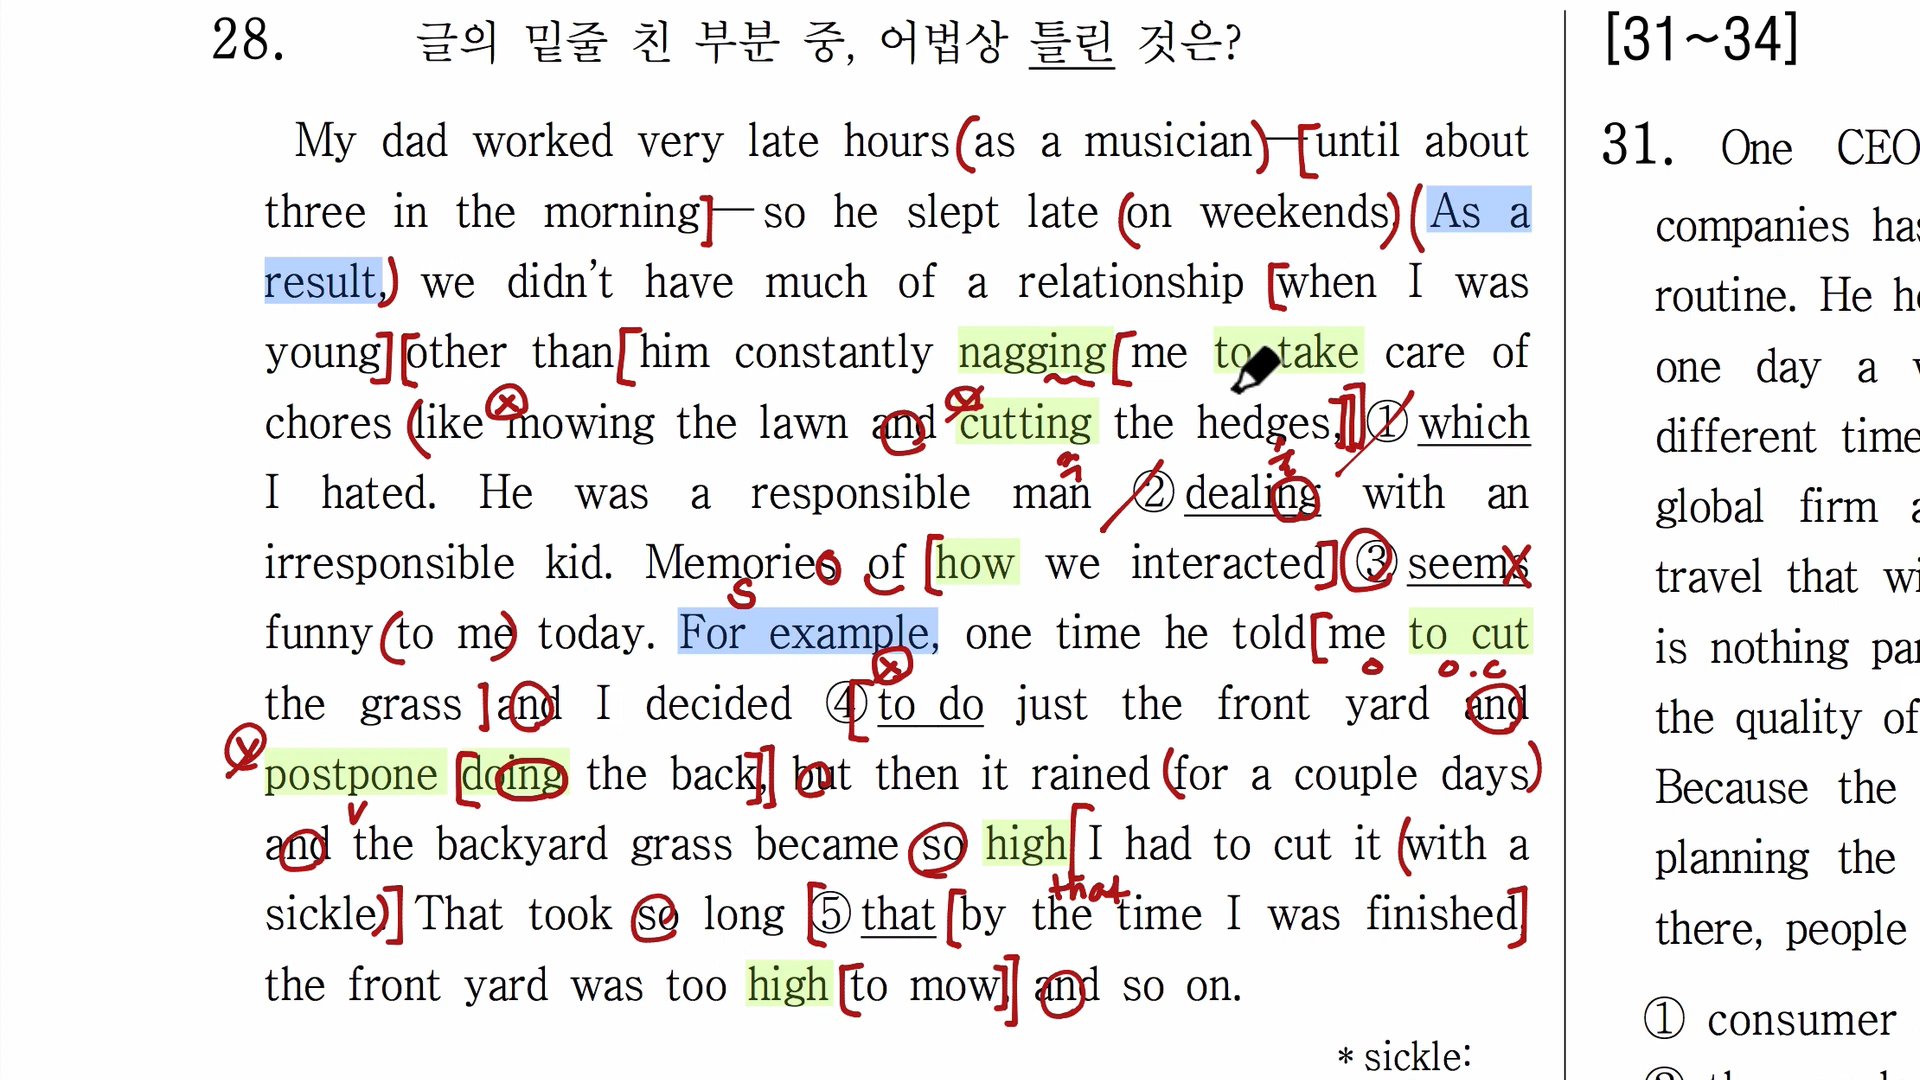 28. 글의 밑줄 친 부분 중, 어법상 틀린 것은?
My dad worked very late hours as a musician — until about
three in the morning — so he slept late on weekends. As a
result, we didn't have much of a relationship when I was
young other than him constantly nagging me to take care of
chores like mowing the lawn and cutting the hedges, ① which
I hated. He was a responsible man ② dealing with an
irresponsible kid. Memories of how we interacted ③ seems
funny to me today. For example, one time he told me to cut
the grass and I decided ④ to do just the front yard and
postpone doing the back, but then it rained for a couple days
and the backyard grass became so high I had to cut it with a
that
sickle. That took so long ⑤ that by the time I was finished,
the front yard was too high to mow, and so on.
* sickle:
[31~34]
31. One CEO
companies has
routine. He
one day a
different time
global firm
travel that
is nothing
the quality of
Because the
planning the
there, people
① consumer